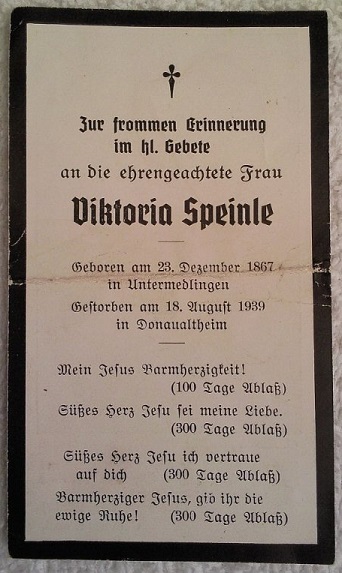 Zur frommen Erinnerung
im hl. Gebete
an die ehrengeachtete Frau
Viktoria Speinle
Geboren am 23. Dezember 1867
in Untermedlingen
Gestorben am 18. August 1939
in Donaualtheim
Mein Jesus Barmherzigkeit!
(100 Tage Ablaß)
Süßes Herz Jesu sei meine Liebe.
(300 Tage Ablaß)
Süßes Herz Jesu ich vertraue
auf dich (300 Tage Ablaß)
Barmherziger Jesus, gib ihr die
ewige Ruhe! (300 Tage Ablaß)